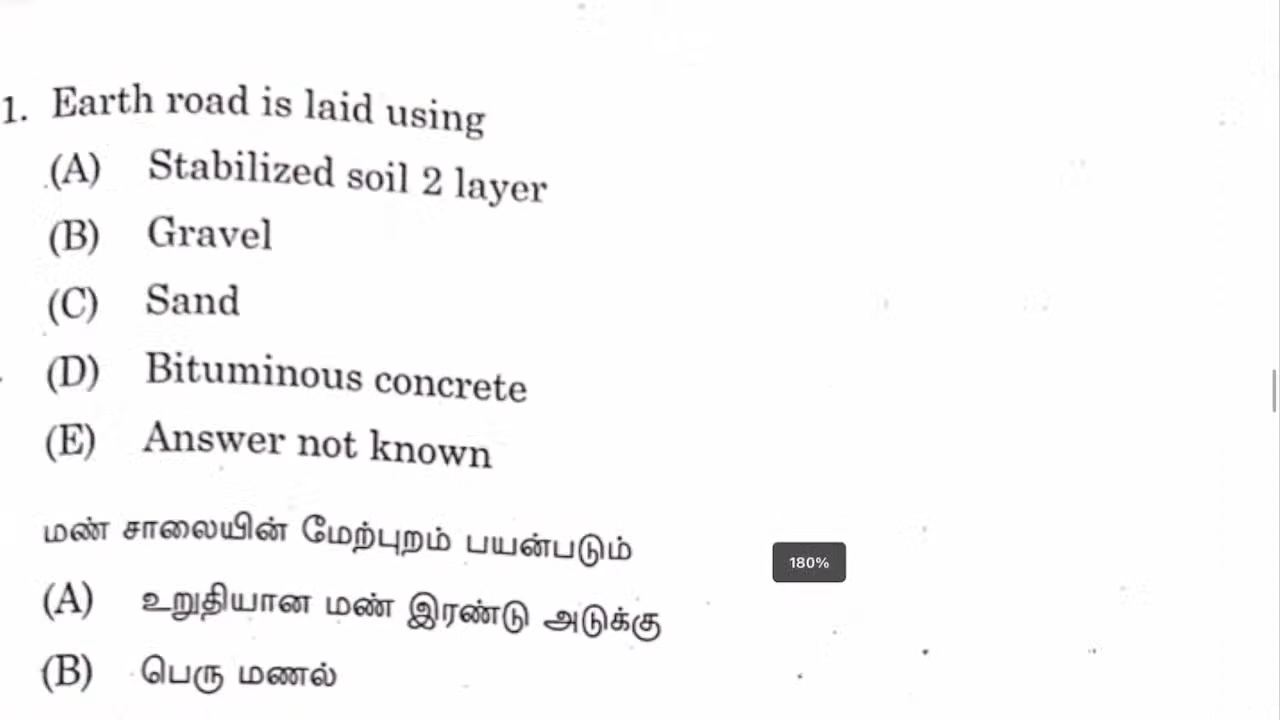 1. Earth road is laid using
(A) Stabilized soil 2 layer
(B) Gravel
(C) Sand
(D) Bituminous concrete
(E) Answer not known
மண் சாலையின் மேற்புறம் பயன்படும்
(A) உறுதியான மண் இரண்டு அடுக்கு
(B) பெரு மணல்
180%